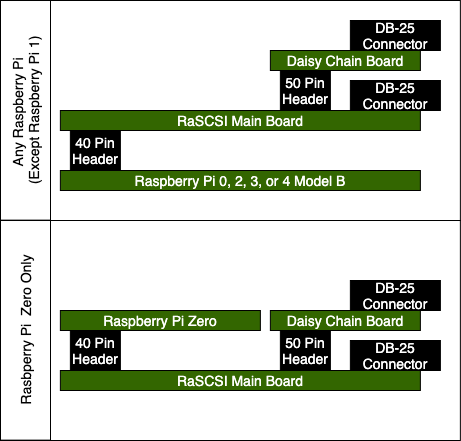 Any Raspberry Pi
(Except Raspberry Pi 1)
DB-25
Connector
Daisy Chain Board
50 Pin
Header
DB-25
Connector
RaSCSI Main Board
40 Pin
Header
Raspberry Pi 0, 2, 3, or 4 Model B
Rasbperry Pi Zero Only
DB-25
Connector
Raspberry Pi Zero
Daisy Chain Board
40 Pin
Header
50 Pin
Header
DB-25
Connector
RaSCSI Main Board